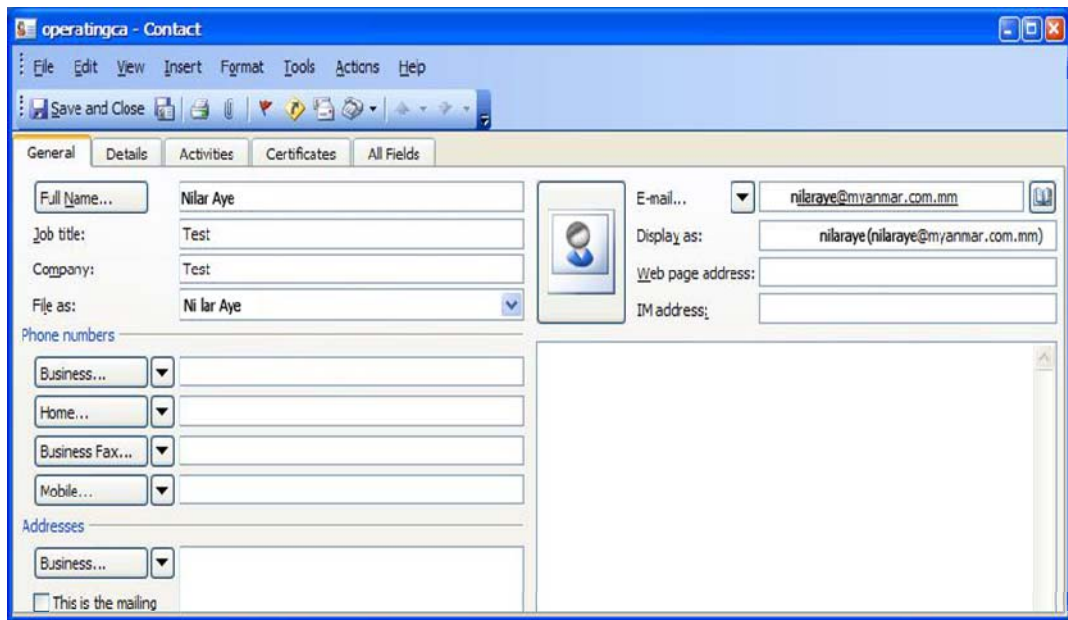 operatingca - Contact
File Edit View Insert Format Tools Actions Help
Save and Close
General Details Activities Certificates All Fields
Full Name... Nilar Aye
Job title: Test
Company: Test
File as: Ni lar Aye
E-mail... nilaraye@myanmar.com.mm
Display as: nilaraye(nilaraye@myanmar.com.mm)
Web page address:
IM address:
Phone numbers
Business...
Home...
Business Fax...
Mobile...
Addresses
Business...
This is the mailing